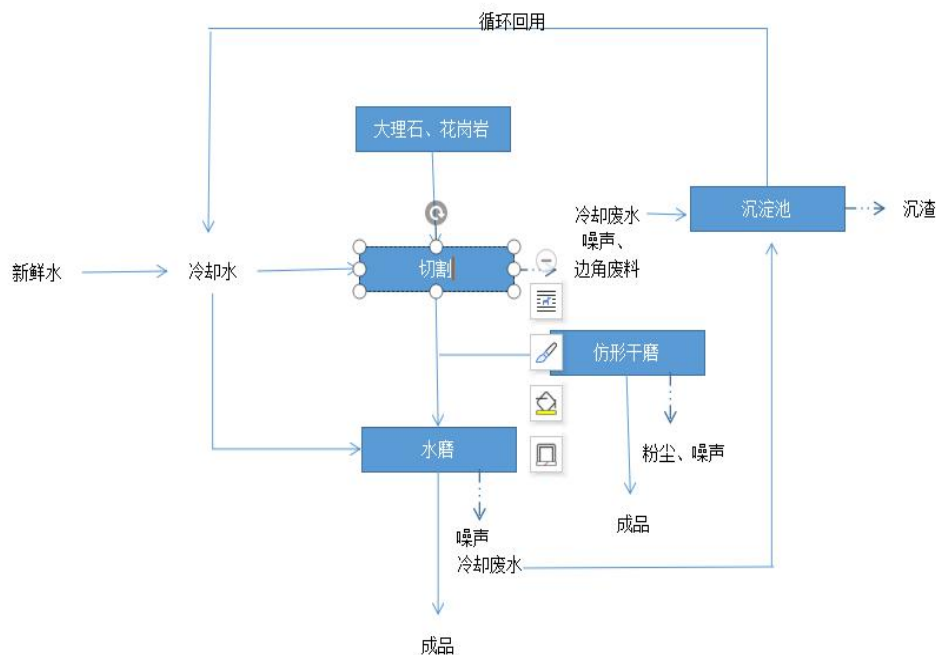 循环回用
大理石、花岗岩
沉淀池
沉渣
冷却废水
噪声、
边角废料
新鲜水
冷却水
切割
仿形干磨
水磨
粉尘、噪声
成品
噪声
冷却废水
成品